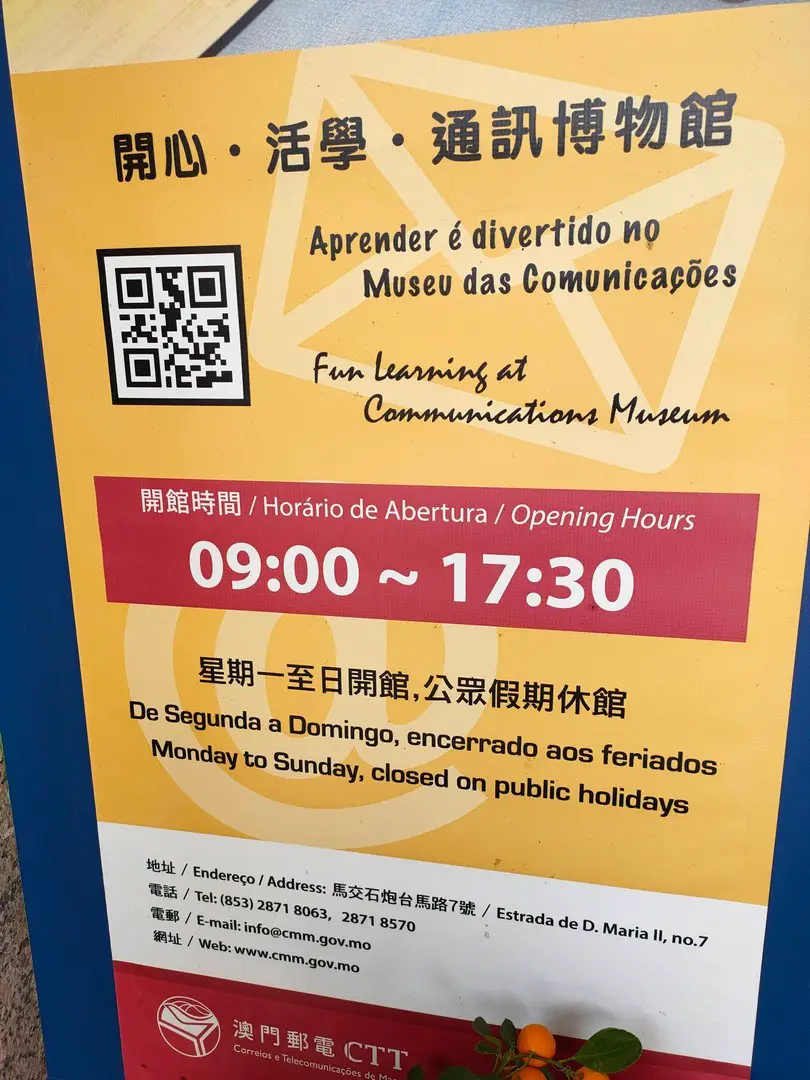 開心・活學・通訊博物館
Aprender é divertido no
Museu das Comunicações
Fun Learning at
Communications Museum
開館時間 / Horário de Abertura / Opening Hours
09:00 ~ 17:30
星期一至日開館,公眾假期休館
De Segunda a Domingo, encerrado aos feriados
Monday to Sunday, closed on public holidays
地址 / Endereço / Address: 馬交石炮台馬路7號 / Estrada de D. Maria II, no.7
電話 / Tel: (853) 2871 8063, 2871 8570
電郵 / E-mail: info@cmm.gov.mo
網址 / Web: www.cmm.gov.mo
澳門郵電 CTT
Correios e Telecomunicações de